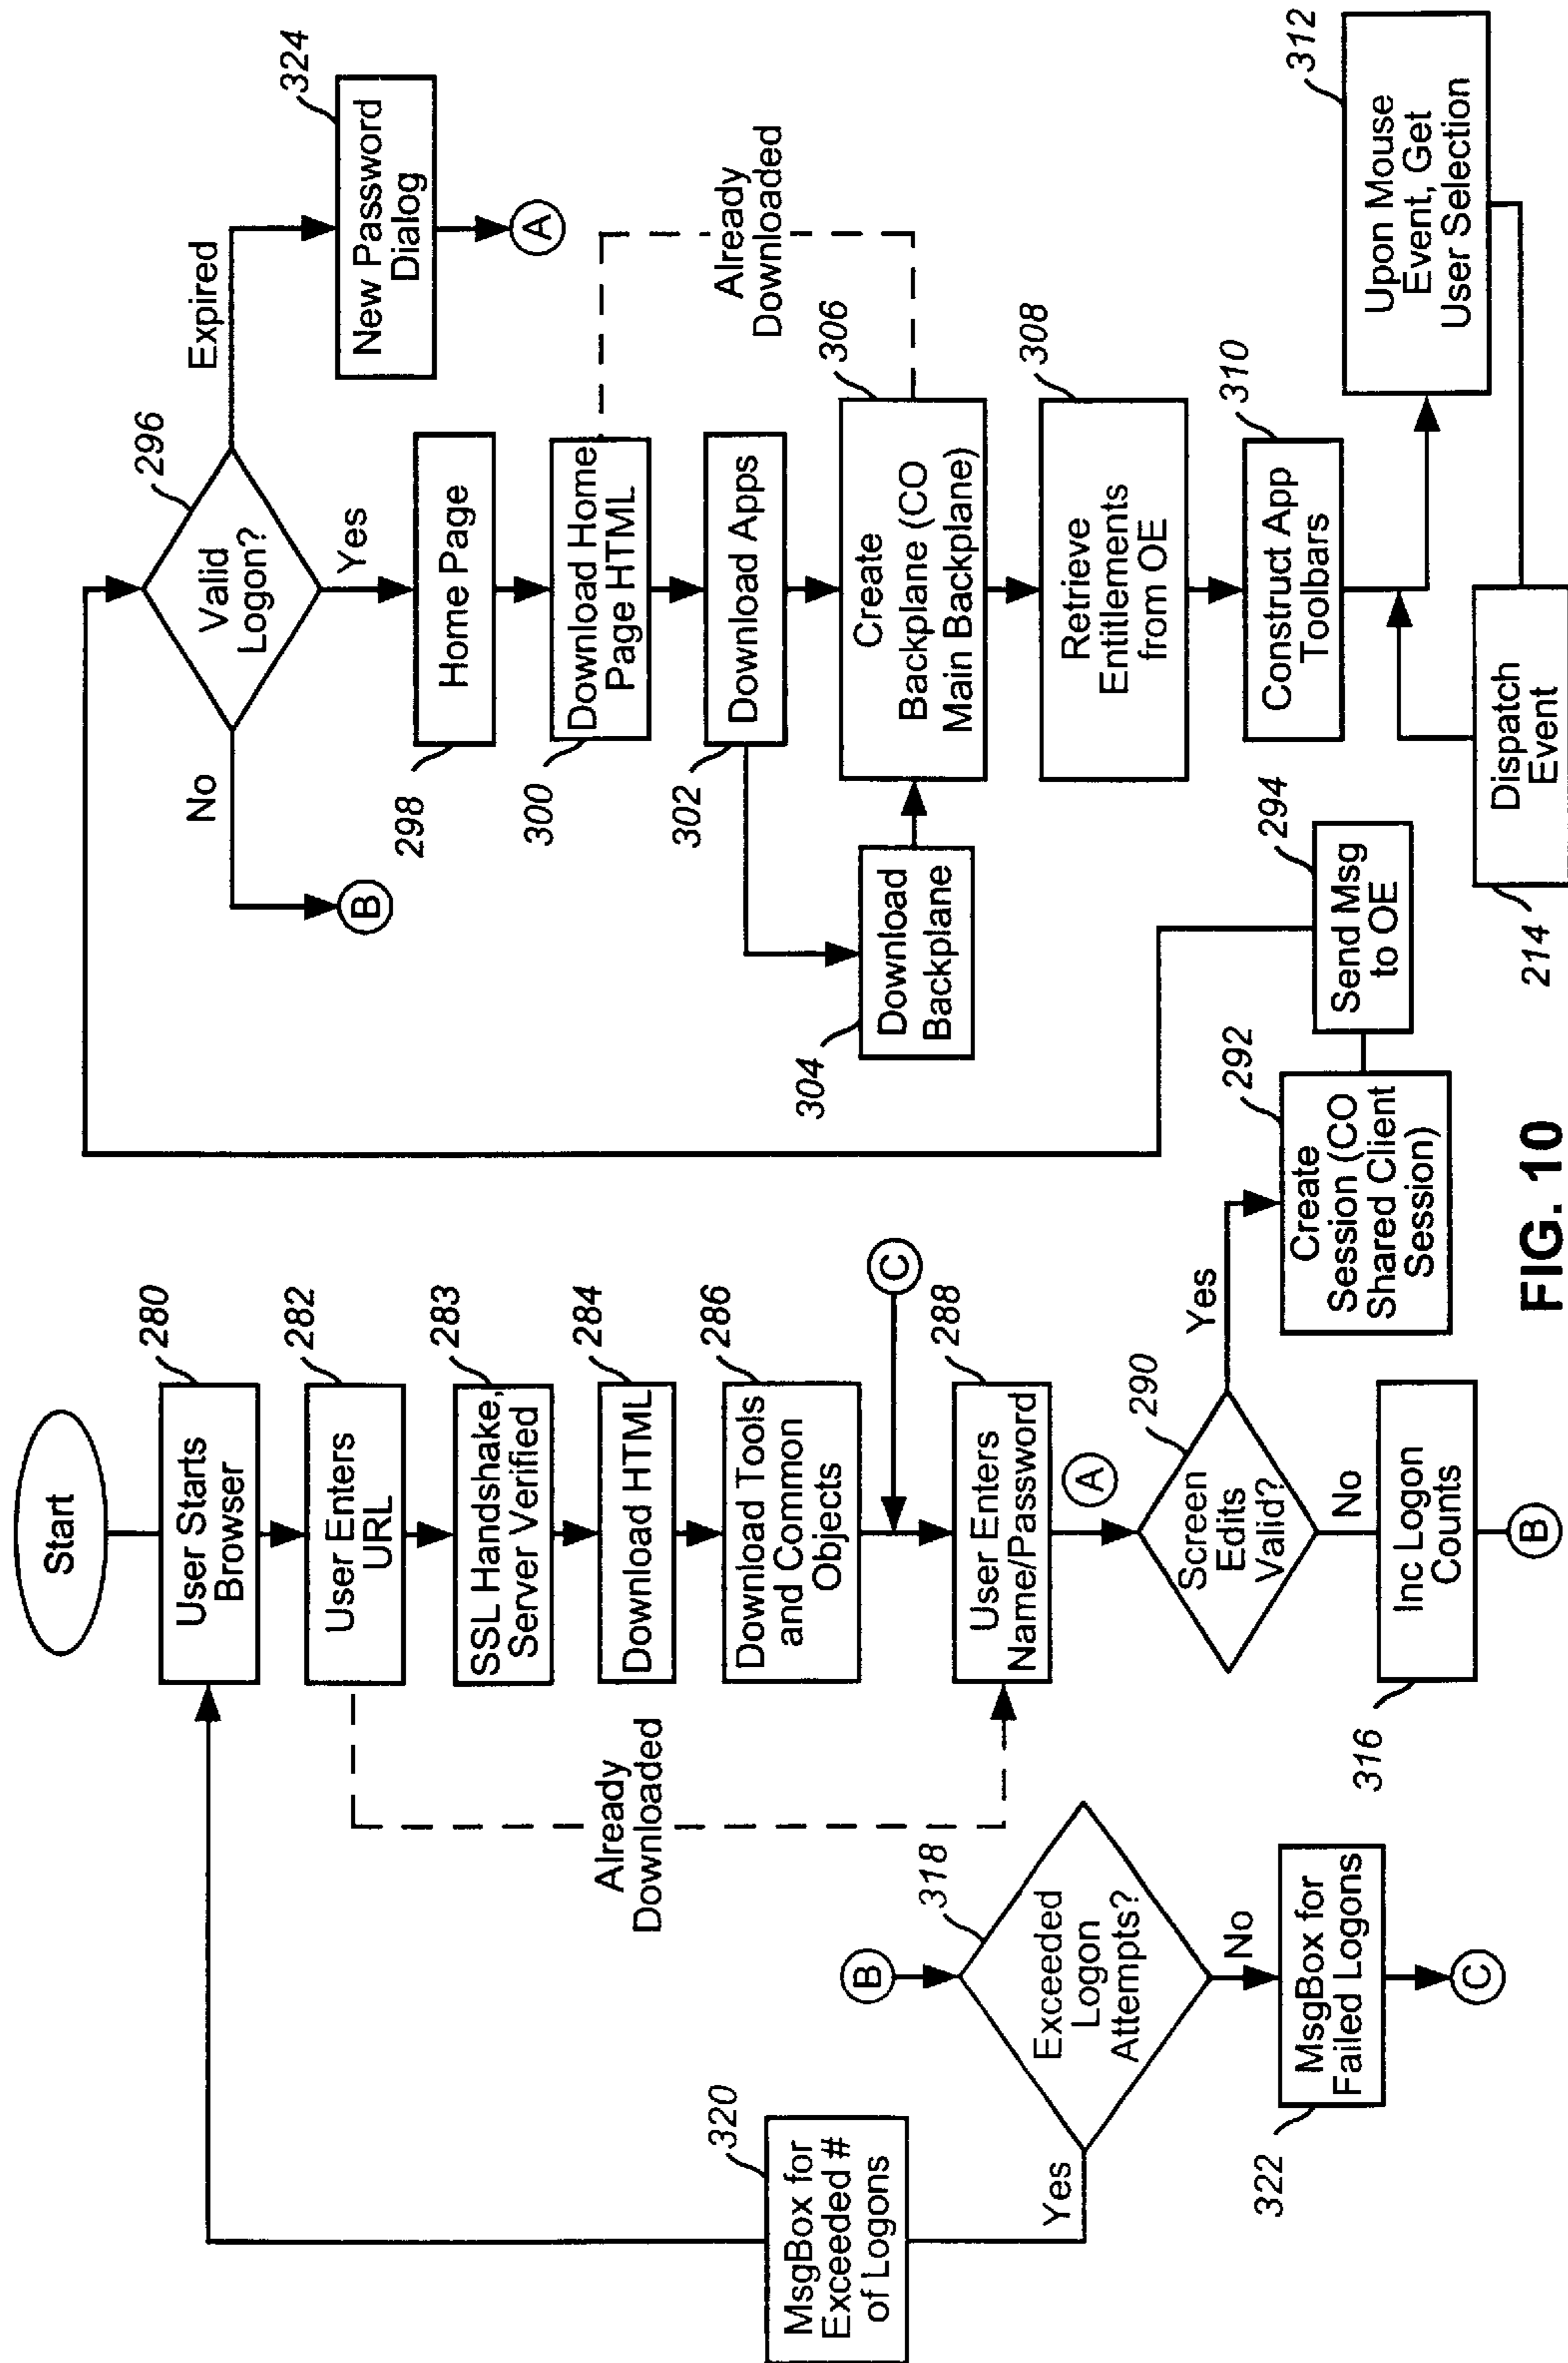 Start
280
User Starts
Browser
282
User Enters
URL
283
SSL Handshake,
Server Verified
284
Download HTML
286
Download Tools
and Common
Objects
C
288
User Enters
Name/Password
Already
Downloaded
A
290
Screen
Edits
Valid?
Yes
No
292
Create
Session (CO
Shared Client
Session)
294
Send Msg
to OE
316
Inc Logon
Counts
B
B
318
Exceeded
Logon
Attempts?
Yes
No
320
MsgBox for
Exceeded #
of Logons
322
MsgBox for
Failed Logons
C
296
Valid
Logon?
No
B
Expired
324
New Password
Dialog
A
Yes
298
Home Page
300
Download Home
Page HTML
Already
Downloaded
302
Download Apps
304
Download
Backplane
306
Create
Backplane (CO
Main Backplane)
308
Retrieve
Entitlements
from OE
310
Construct App
Toolbars
312
Upon Mouse
Event, Get
User Selection
214
Dispatch
Event
FIG. 10